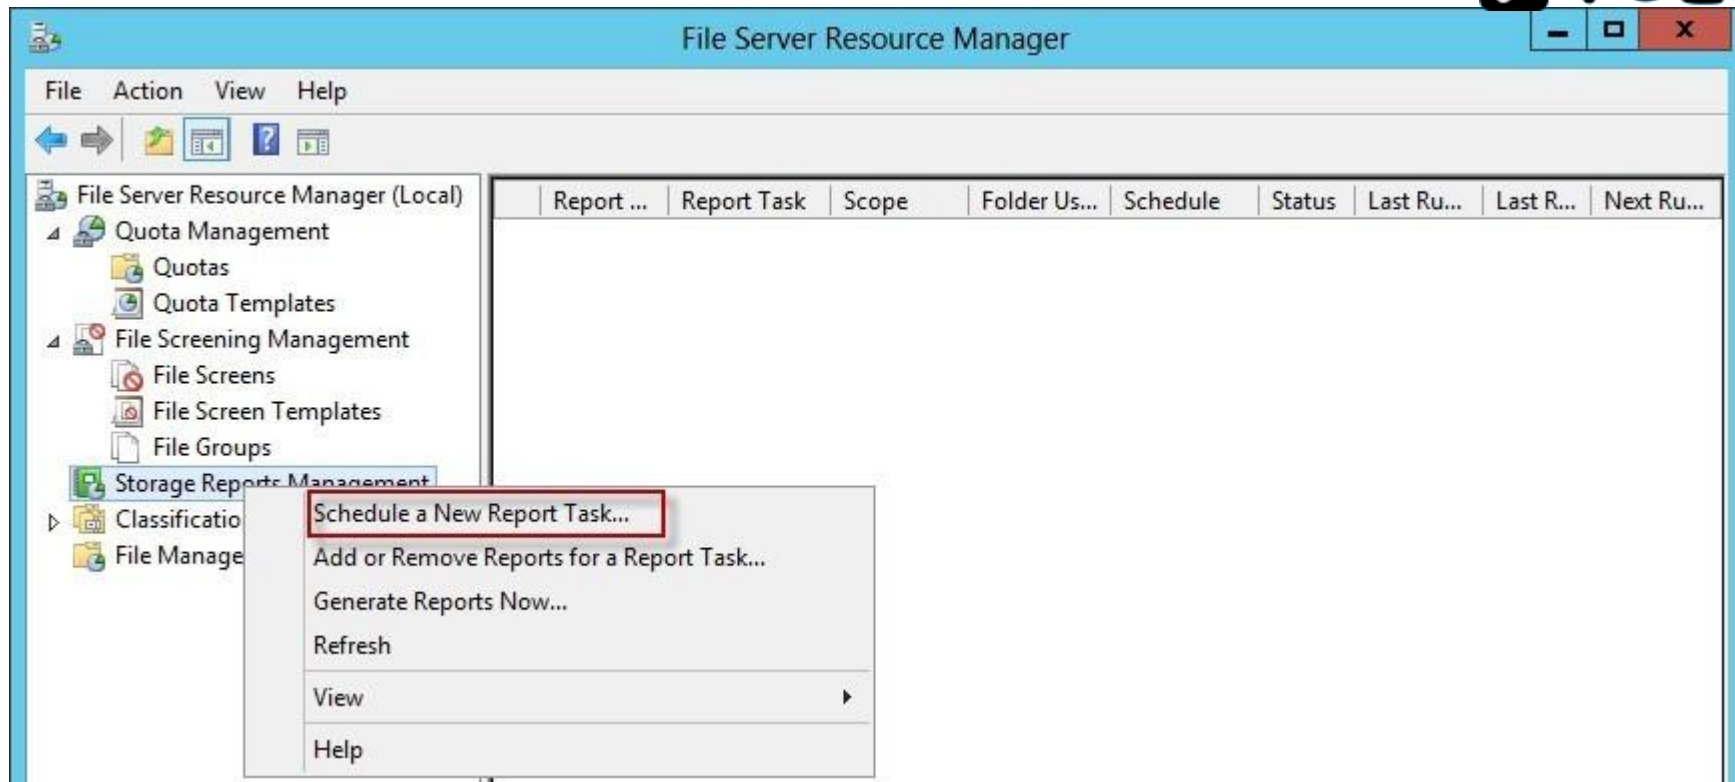 File Server Resource Manager
File Action View Help
File Server Resource Manager (Local)
Report ... Report Task Scope Folder Us... Schedule Status Last Ru... Last R... Next Ru...
Quota Management
Quotas
Quota Templates
File Screening Management
File Screens
File Screen Templates
File Groups
Storage Reports Management
Classificatio
File Manage
Schedule a New Report Task...
Add or Remove Reports for a Report Task...
Generate Reports Now...
Refresh
View
Help